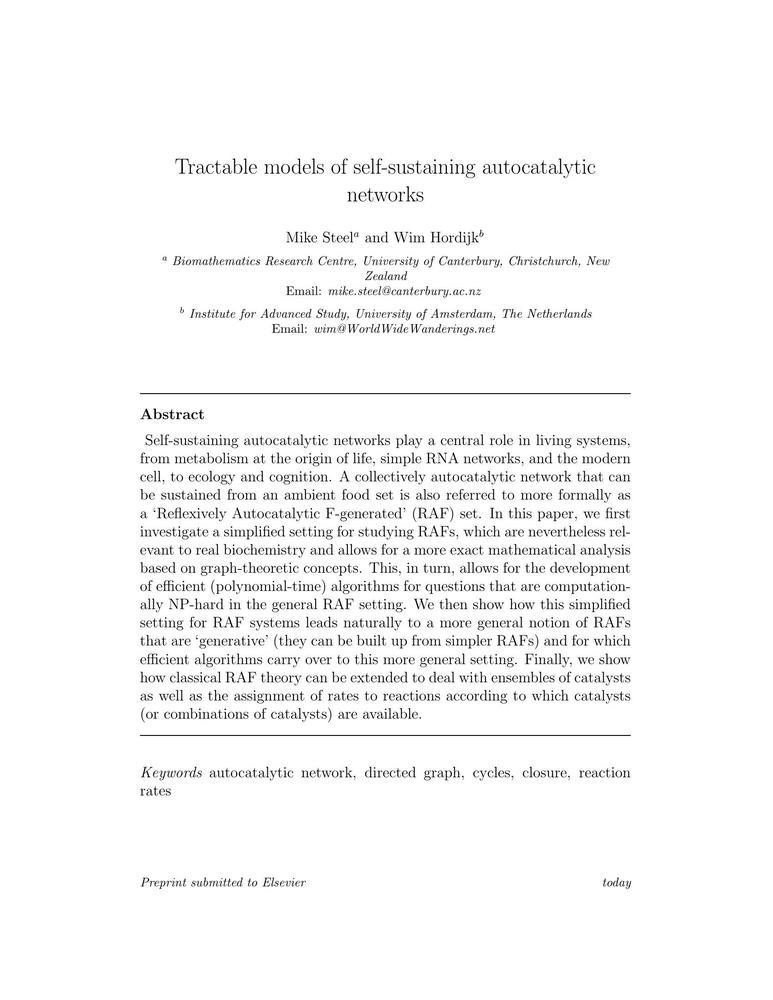 Tractable models of self-sustaining autocatalytic
networks
Mike Steelᵃ and Wim Hordijkᵇ
ᵃ Biomathematics Research Centre, University of Canterbury, Christchurch, New
Zealand
Email: mike.steel@canterbury.ac.nz
ᵇ Institute for Advanced Study, University of Amsterdam, The Netherlands
Email: wim@WorldWideWanderings.net
Abstract
Self-sustaining autocatalytic networks play a central role in living systems,
from metabolism at the origin of life, simple RNA networks, and the modern
cell, to ecology and cognition. A collectively autocatalytic network that can
be sustained from an ambient food set is also referred to more formally as
a ‘Reflexively Autocatalytic F-generated’ (RAF) set. In this paper, we first
investigate a simplified setting for studying RAFs, which are nevertheless rel-
evant to real biochemistry and allows for a more exact mathematical analysis
based on graph-theoretic concepts. This, in turn, allows for the development
of efficient (polynomial-time) algorithms for questions that are computation-
ally NP-hard in the general RAF setting. We then show how this simplified
setting for RAF systems leads naturally to a more general notion of RAFs
that are ‘generative’ (they can be built up from simpler RAFs) and for which
efficient algorithms carry over to this more general setting. Finally, we show
how classical RAF theory can be extended to deal with ensembles of catalysts
as well as the assignment of rates to reactions according to which catalysts
(or combinations of catalysts) are available.
Keywords autocatalytic network, directed graph, cycles, closure, reaction
rates
Preprint submitted to Elsevier today